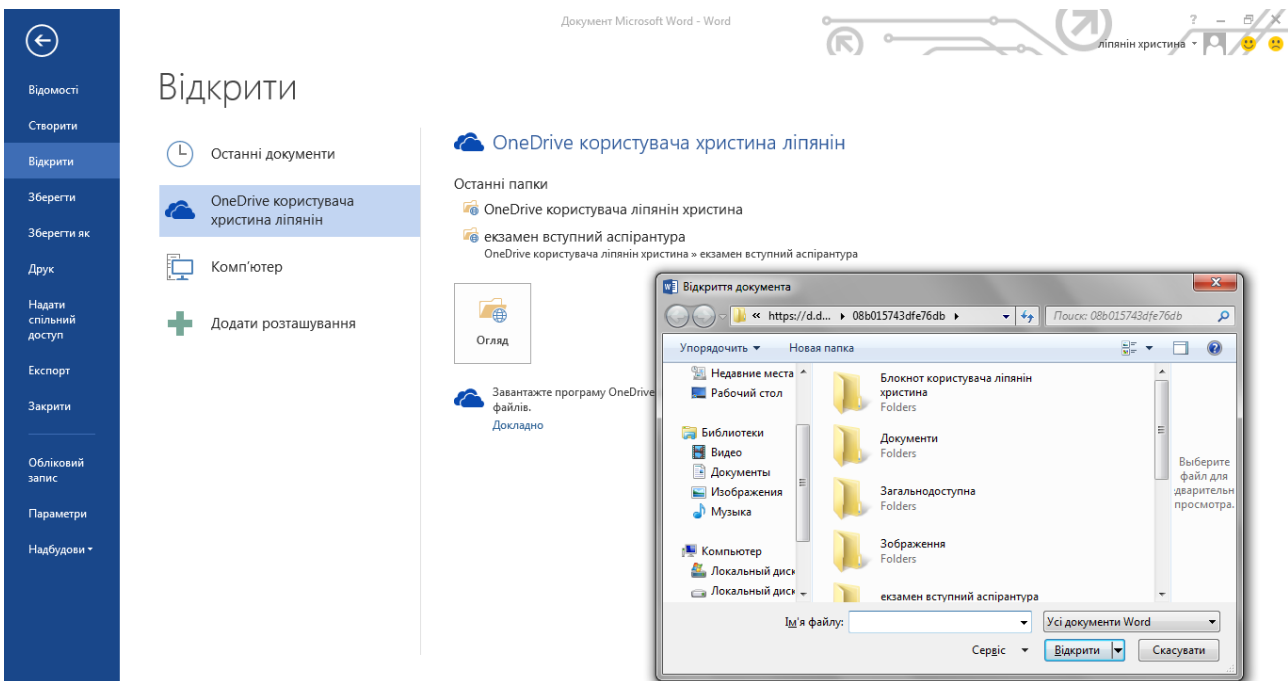 Документ Microsoft Word - Word
?
ліпянін христина
Відомості
Створити
Відкрити
Зберегти
Зберегти як
Друк
Надати
спільний
доступ
Експорт
Закрити
Обліковий
запис
Параметри
Надбудови
Відкрити
Останні документи
OneDrive користувача
христина ліпянін
Комп'ютер
Додати розташування
OneDrive користувача христина ліпянін
Останні папки
OneDrive користувача ліпянін христина
екзамен вступний аспірантура
OneDrive користувача ліпянін христина » екзамен вступний аспірантура
Огляд
Завантажте програму OneDrive
файлів.
Докладно
Відкриття документа
« https://d.d... 08b015743dfe76db
Поиск: 08b015743dfe76db
Упорядочить
Новая папка
Недавние места
Рабочий стол
Библиотеки
Видео
Документы
Изображения
Музыка
Компьютер
Локальный диск
Локальный диск
Блокнот користувача ліпянін
христина
Folders
Документи
Folders
Загальнодоступна
Folders
Зображення
Folders
екзамен вступний аспірантура
Выберите
файл для
дварительн
просмотра.
Ім'я файлу:
Усі документи Word
Сервіс
Відкрити
Скасувати